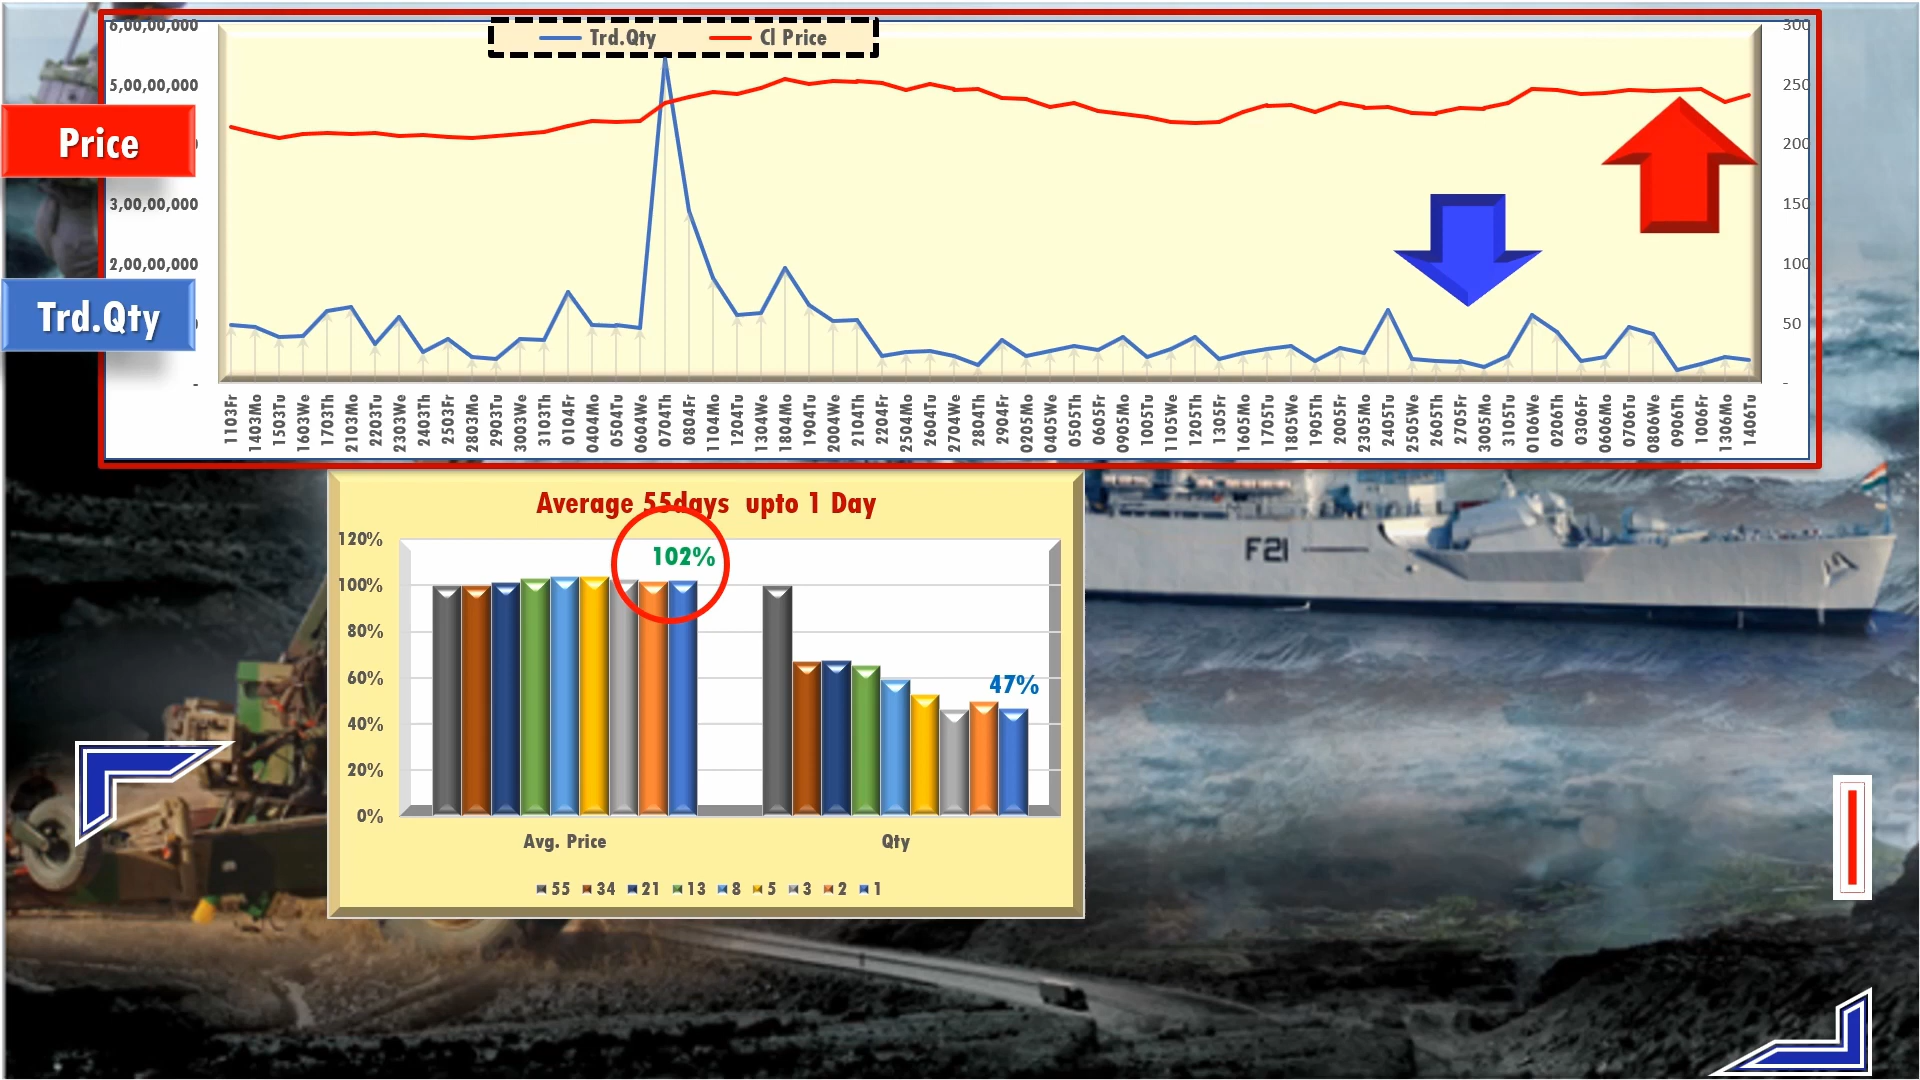 6,00,00,000
5,00,00,000
3,00,00,000
2,00,00,000
-
Trd.Qty Cl Price
300
250
200
150
100
50
-
Price
Trd.Qty
1103Fr 1403Mo 1503Tu 1603We 1703Th 2103Mo 2203Tu 2303We 2403Th 2503Fr 2803Mo 2903Tu 3003We 3103Th 0104Fr 0404Mo 0504Tu 0604We 0704Th 0804Fr 1104Mo 1204Tu 1304We 1804Mo 1904Tu 2004We 2104Th 2204Fr 2504Mo 2604Tu 2704We 2804Th 2904Fr 0205Mo 0405We 0505Th 0605Fr 0905Mo 1005Tu 1105We 1205Th 1305Fr 1605Mo 1705Tu 1805We 1905Th 2005Fr 2305Mo 2405Tu 2505We 2605Th 2705Fr 3005Mo 3105Tu 0106We 0206Th 0306Fr 0606Mo 0706Tu 0806We 0906Th 1006Fr 1306Mo 1406Tu
Average 55days upto 1 Day
120%
100%
80%
60%
40%
20%
0%
102%
47%
Avg. Price Qty
55 34 21 13 8 5 3 2 1
F21